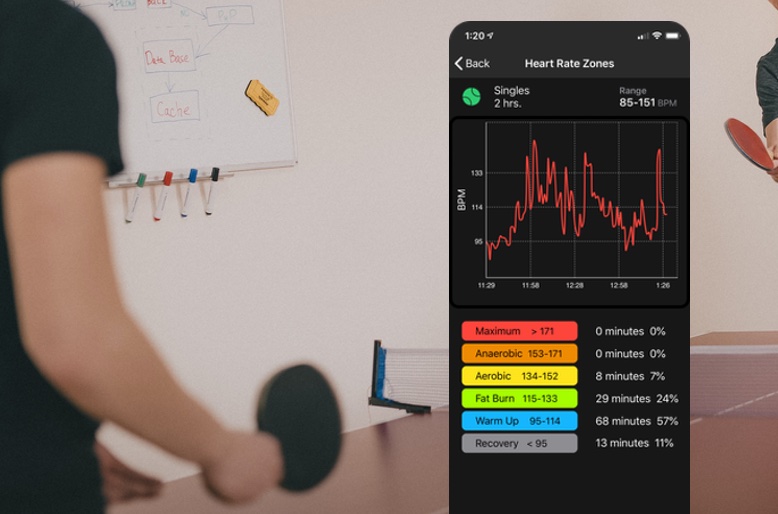 Data Base
Cache
1:20
Back
Heart Rate Zones
Singles
2 hrs.
Range
85-151 BPM
BPM
133
114
95
11:29 11:58 12:28 12:58 1:26
Maximum > 171 0 minutes 0%
Anaerobic 153-171 0 minutes 0%
Aerobic 134-152 8 minutes 7%
Fat Burn 115-133 29 minutes 24%
Warm Up 95-114 68 minutes 57%
Recovery < 95 13 minutes 11%